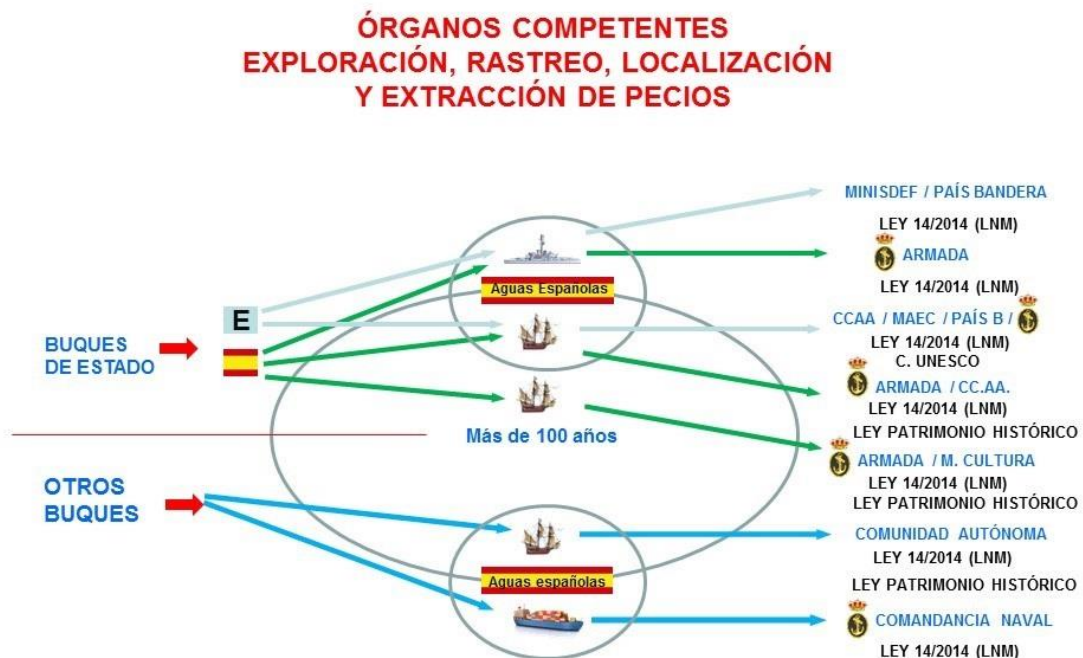 ÓRGANOS COMPETENTES
EXPLORACIÓN, RASTREO, LOCALIZACIÓN
Y EXTRACCIÓN DE PECIOS
BUQUES
DE ESTADO
E
Aguas Españolas
Más de 100 años
OTROS
BUQUES
Aguas españolas
MINISDEF / PAÍS BANDERA
LEY 14/2014 (LNM)
ARMADA
LEY 14/2014 (LNM)
CCAA / MAEC / PAÍS B /
LEY 14/2014 (LNM)
C. UNESCO
ARMADA / CC.AA.
LEY 14/2014 (LNM)
LEY PATRIMONIO HISTÓRICO
ARMADA / M. CULTURA
LEY 14/2014 (LNM)
LEY PATRIMONIO HISTÓRICO
COMUNIDAD AUTÓNOMA
LEY 14/2014 (LNM)
LEY PATRIMONIO HISTÓRICO
COMANDANCIA NAVAL
LEY 14/2014 (LNM)